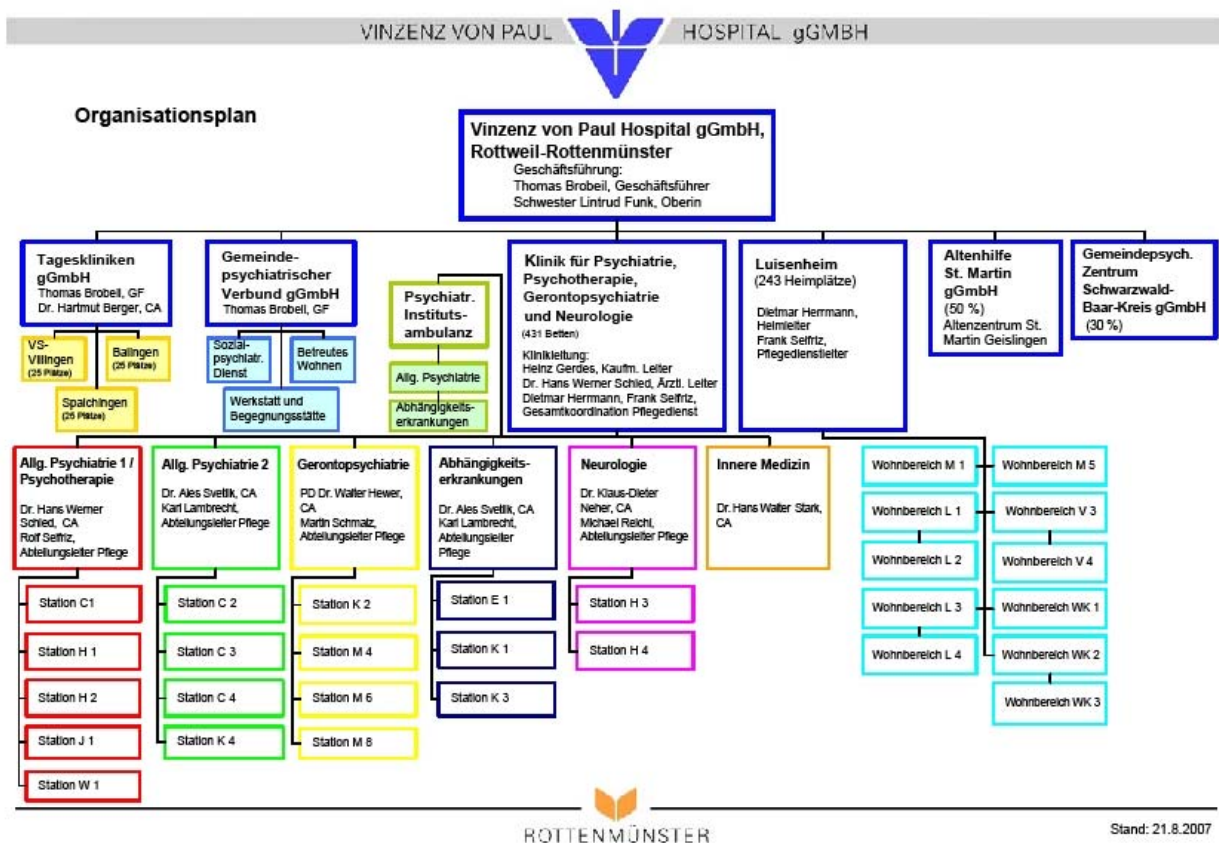 VINZENZ VON PAUL HOSPITAL gGMBH
Organisationsplan
Vinzenz von Paul Hospital gGmbH,
Rottweil-Rottenmünster
Geschäftsführung:
Thomas Brobeil, Geschäftsführer
Schwester Lintrud Funk, Oberin
Tageskliniken
gGmbH
Thomas Brobeil, GF
Dr. Hartmut Berger, CA
VS-
Villingen
(25 Plätze)
Balingen
(25 Plätze)
Spaichingen
(25 Plätze)
Gemeinde-
psychiatrischer
Verbund gGmbH
Thomas Brobeil, GF
Sozial-
psychiatr.
Dienst
Betreutes
Wohnen
Werkstatt und
Begegnungsstätte
Psychiatr.
Instituts-
ambulanz
Allg. Psychiatrie
Abhängigkeits-
erkrankungen
Klinik für Psychiatrie,
Psychotherapie,
Gerontopsychiatrie
und Neurologie
(431 Betten)
Klinikleitung:
Heinz Gerdes, Kaufm. Leiter
Dr. Hans Werner Schied, Ärztl. Leiter
Dietmar Herrmann, Frank Seifriz,
Gesamtkoordination Pflegedienst
Luisenheim
(243 Heimplätze)
Dietmar Herrmann,
Heimleiter
Frank Seifriz,
Pflegedienstleiter
Altenhilfe
St. Martin
gGmbH
(50 %)
Altenzentrum St.
Martin Geislingen
Gemeindepsych.
Zentrum
Schwarzwald-
Baar-Kreis gGmbH
(30 %)
Allg. Psychiatrie 1 /
Psychotherapie
Dr. Hans Werner
Schied, CA
Rolf Seifriz,
Abteilungsleiter Pflege
Station C1
Station H 1
Station H 2
Station J 1
Station W 1
Allg. Psychiatrie 2
Dr. Ales Svetlik, CA
Karl Lambrecht,
Abteilungsleiter Pflege
Station C 2
Station C 3
Station C 4
Station K 4
Gerontopsychiatrie
PD Dr. Walter Hewer,
CA
Martin Schmalz,
Abteilungsleiter Pflege
Station K 2
Station M 4
Station M 6
Station M 8
Abhängigkeits-
erkrankungen
Dr. Ales Svetlik, CA
Karl Lambrecht,
Abteilungsleiter
Pflege
Station E 1
Station K 1
Station K 3
Neurologie
Dr. Klaus-Dieter
Neher, CA
Michael Reichl,
Abteilungsleiter Pflege
Station H 3
Station H 4
Innere Medizin
Dr. Hans Walter Stark,
CA
Wohnbereich M 1
Wohnbereich L 1
Wohnbereich L 2
Wohnbereich L 3
Wohnbereich L 4
Wohnbereich M 5
Wohnbereich V 3
Wohnbereich V 4
Wohnbereich WK 1
Wohnbereich WK 2
Wohnbereich WK 3
ROTTENMÜNSTER
Stand: 21.8.2007